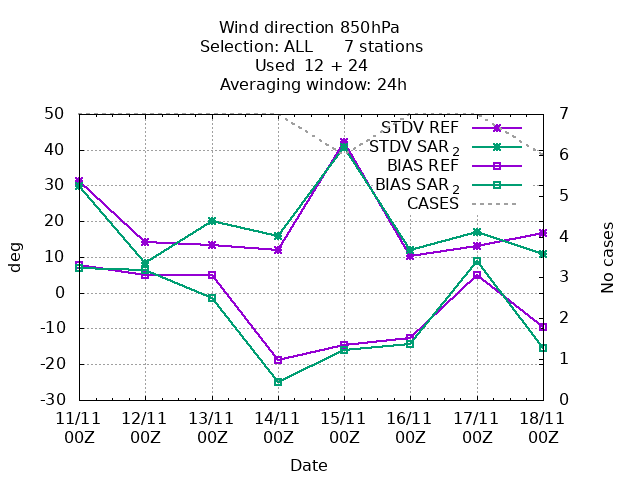 Wind direction 850hPa
Selection: ALL 7 stations
Used 12 + 24
Averaging window: 24h
50
40
30
20
10
0
-10
-20
-30
7
6
5
4
3
2
1
0
deg
No cases
STDV REF
STDV SAR 2
BIAS REF
BIAS SAR 2
CASES
11/11 12/11 13/11 14/11 15/11 16/11 17/11 18/11
00Z 00Z 00Z 00Z 00Z 00Z 00Z 00Z
Date